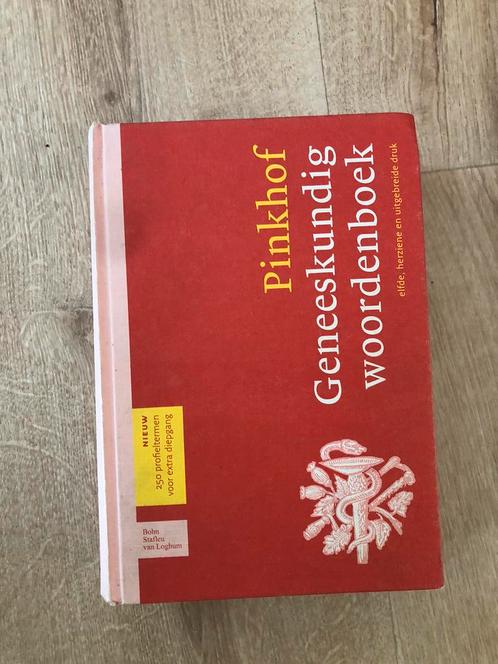 Pinkhof
Geneeskundig
woordenboek
elfde, herziene en uitgebreide druk
NIEUW
250 profieltermen
voor extra diepgang
Bohn
Stafleu
van Loghum